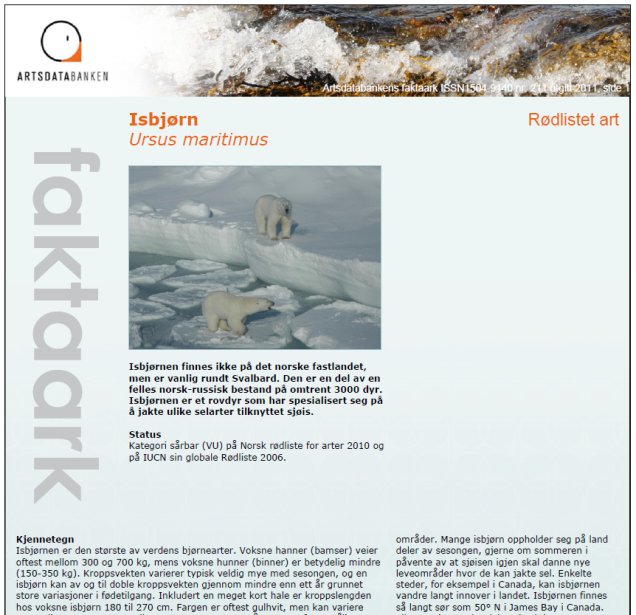 ARTSDATABANKEN
Artsdatabankens faktaark ISSN1504-9140 nr. 211 utgitt 2011, side 1
Isbjørn
Ursus maritimus
Rødlistet art
faktaark
Isbjørnen finnes ikke på det norske fastlandet,
men er vanlig rundt Svalbard. Den er en del av en
felles norsk-russisk bestand på omtrent 3000 dyr.
Isbjørnen er et rovdyr som har spesialisert seg på
å jakte ulike selarter tilknyttet sjøis.
Status
Kategori sårbar (VU) på Norsk rødliste for arter 2010 og
på IUCN sin globale Rødliste 2006.
Kjennetegn
Isbjørnen er den største av verdens bjørnearter. Voksne hanner (bamser) veier
oftest mellom 300 og 700 kg, mens voksne hunner (binner) er betydelig mindre
(150-350 kg). Kroppsvekten varierer typisk veldig mye med sesongen, og en
isbjørn kan av og til doble kroppsvekten gjennom mindre enn ett år grunnet
store variasjoner i fødetilgang. Inkludert en meget kort hale er kroppslengden
hos voksne isbjørn 180 til 270 cm. Fargen er oftest gulhvit, men kan variere
områder. Mange isbjørn oppholder seg på land
deler av sesongen, gjerne om sommeren i
påvente av at sjøisen igjen skal danne nye
leveområder hvor de kan jakte sel. Enkelte
steder, for eksempel i Canada, kan isbjørnen
vandre langt innover i landet. Isbjørnen finnes
så langt sør som 50º N i James Bay i Canada.